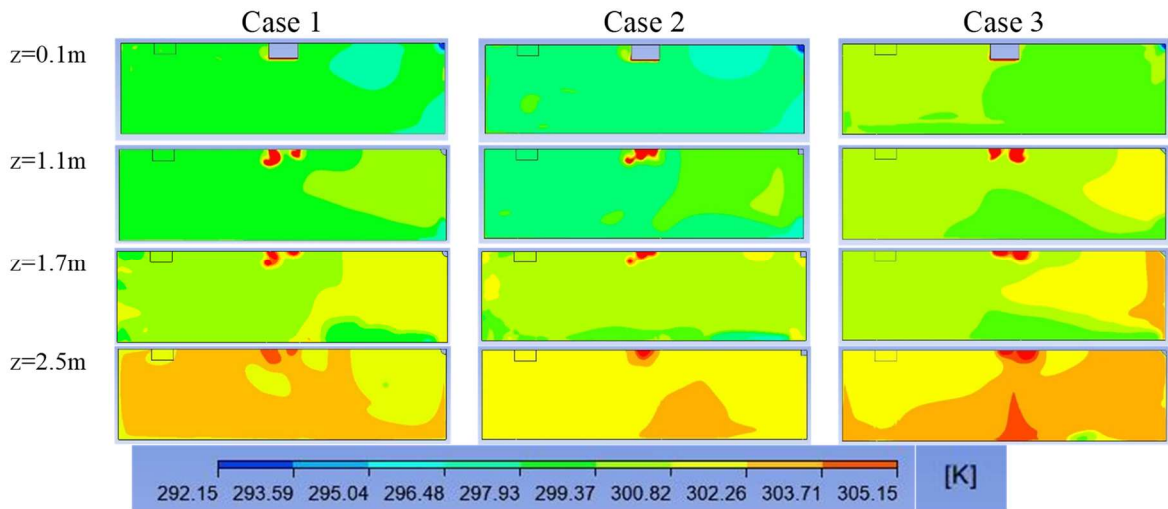 Case 1 Case 2 Case 3
z=0.1m
z=1.1m
z=1.7m
z=2.5m
292.15 293.59 295.04 296.48 297.93 299.37 300.82 302.26 303.71 305.15 [K]